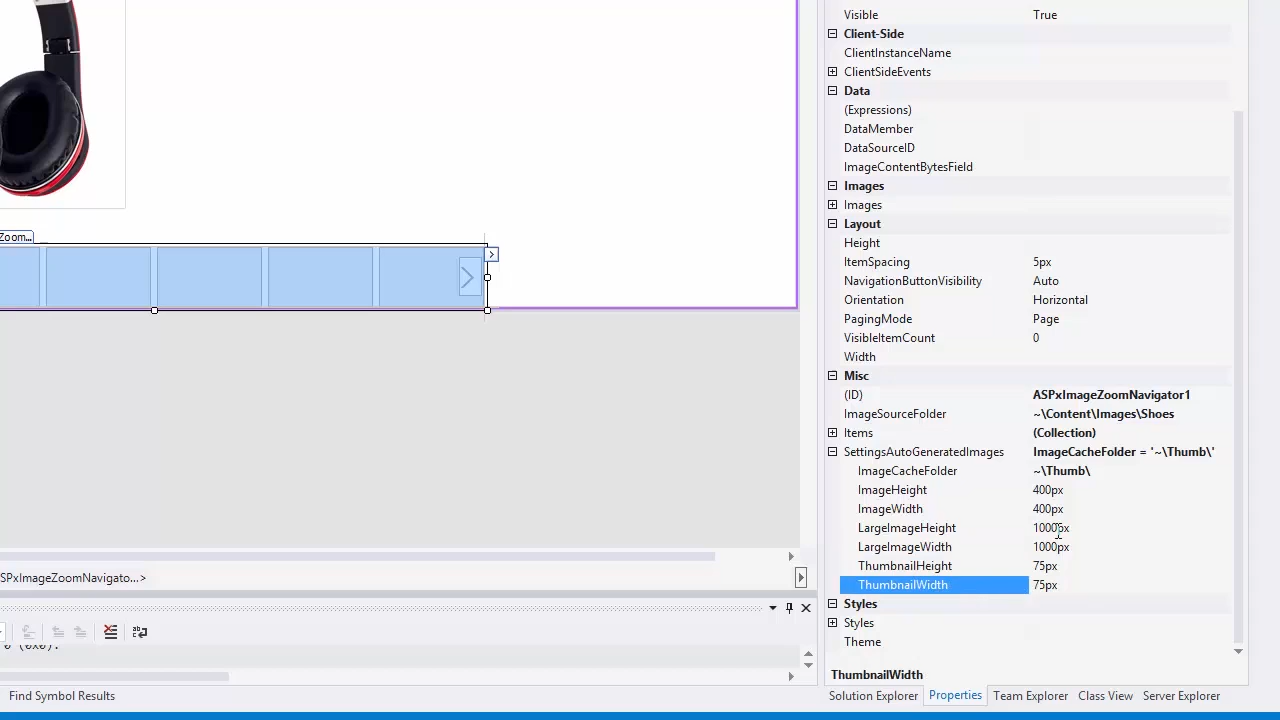 Visible True
Client-Side
ClientInstanceName
ClientSideEvents
Data
(Expressions)
DataMember
DataSourceID
ImageContentBytesField
Images
Images
Layout
Height
ItemSpacing 5px
NavigationButtonVisibility Auto
Orientation Horizontal
PagingMode Page
VisibleItemCount 0
Width
Misc
(ID) ASPxImageZoomNavigator1
ImageSourceFolder ~\Content\Images\Shoes
Items (Collection)
SettingsAutoGeneratedImages ImageCacheFolder = '~\Thumb\'
ImageCacheFolder ~\Thumb\
ImageHeight 400px
ImageWidth 400px
LargeImageHeight 1000px
LargeImageWidth 1000px
ThumbnailHeight 75px
ThumbnailWidth 75px
Styles
Styles
Theme
ThumbnailWidth
Solution Explorer Properties Team Explorer Class View Server Explorer
Zoom...
SPxImageZoomNavigato...>
0 (0x0).
Find Symbol Results